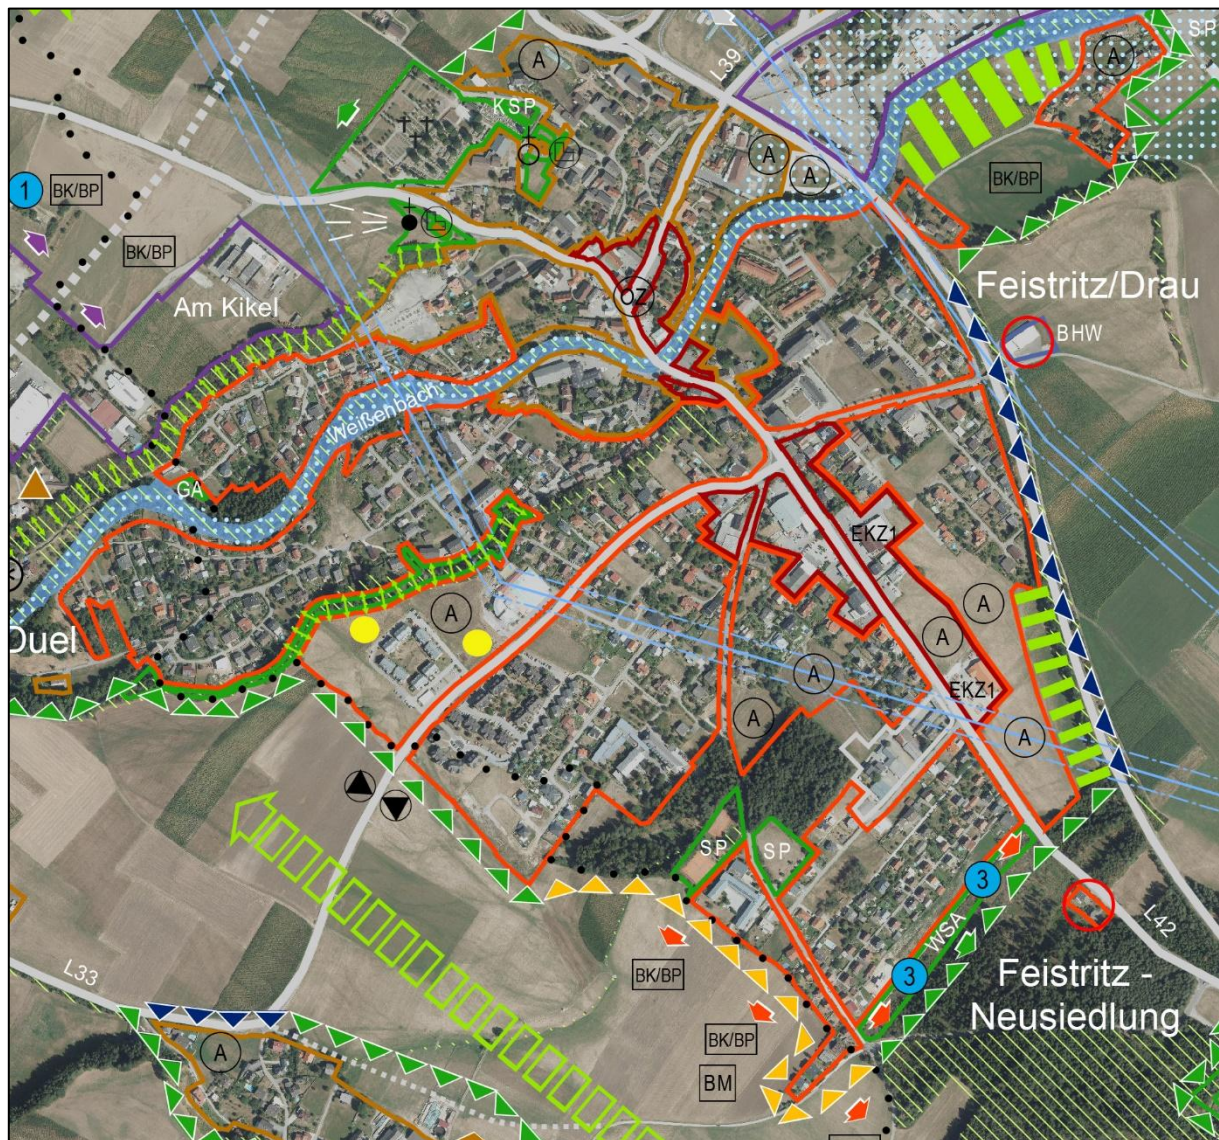 SP
L39
A
A
KSP
A
A
1
BK/BP
BK/BP
BK/BP
Feistritz/Drau
BHW
Am Kikel
ÖZ
Weißenbach
GA
EKZ1
A
A
A
Duel
A
EKZ1
A
A
SP
SP
3
WSA
L42
3
BK/BP
Feistritz -
Neusiedlung
L33
BK/BP
A
BM